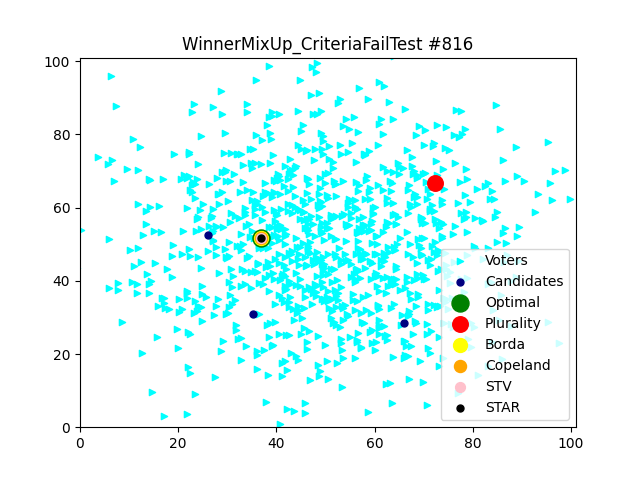 WinnerMixUp_CriteriaFailTest #816
100
80
60
40
20
0
0 20 40 60 80 100
Voters
Candidates
Optimal
Plurality
Borda
Copeland
STV
STAR